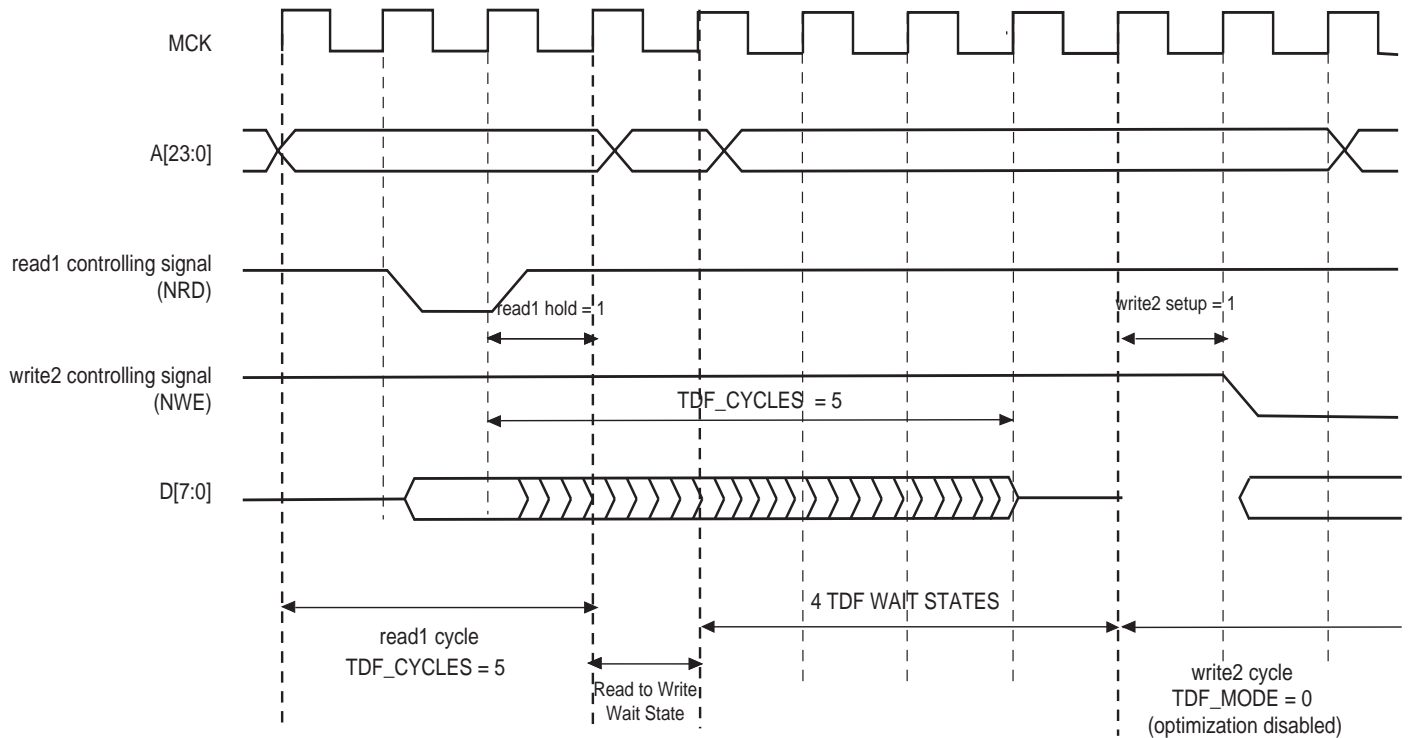 MCK
A[23:0]
read1 controlling signal
(NRD)
read1 hold = 1
write2 setup = 1
write2 controlling signal
(NWE)
TDF_CYCLES = 5
D[7:0]
4 TDF WAIT STATES
read1 cycle
TDF_CYCLES = 5
Read to Write
Wait State
write2 cycle
TDF_MODE = 0
(optimization disabled)